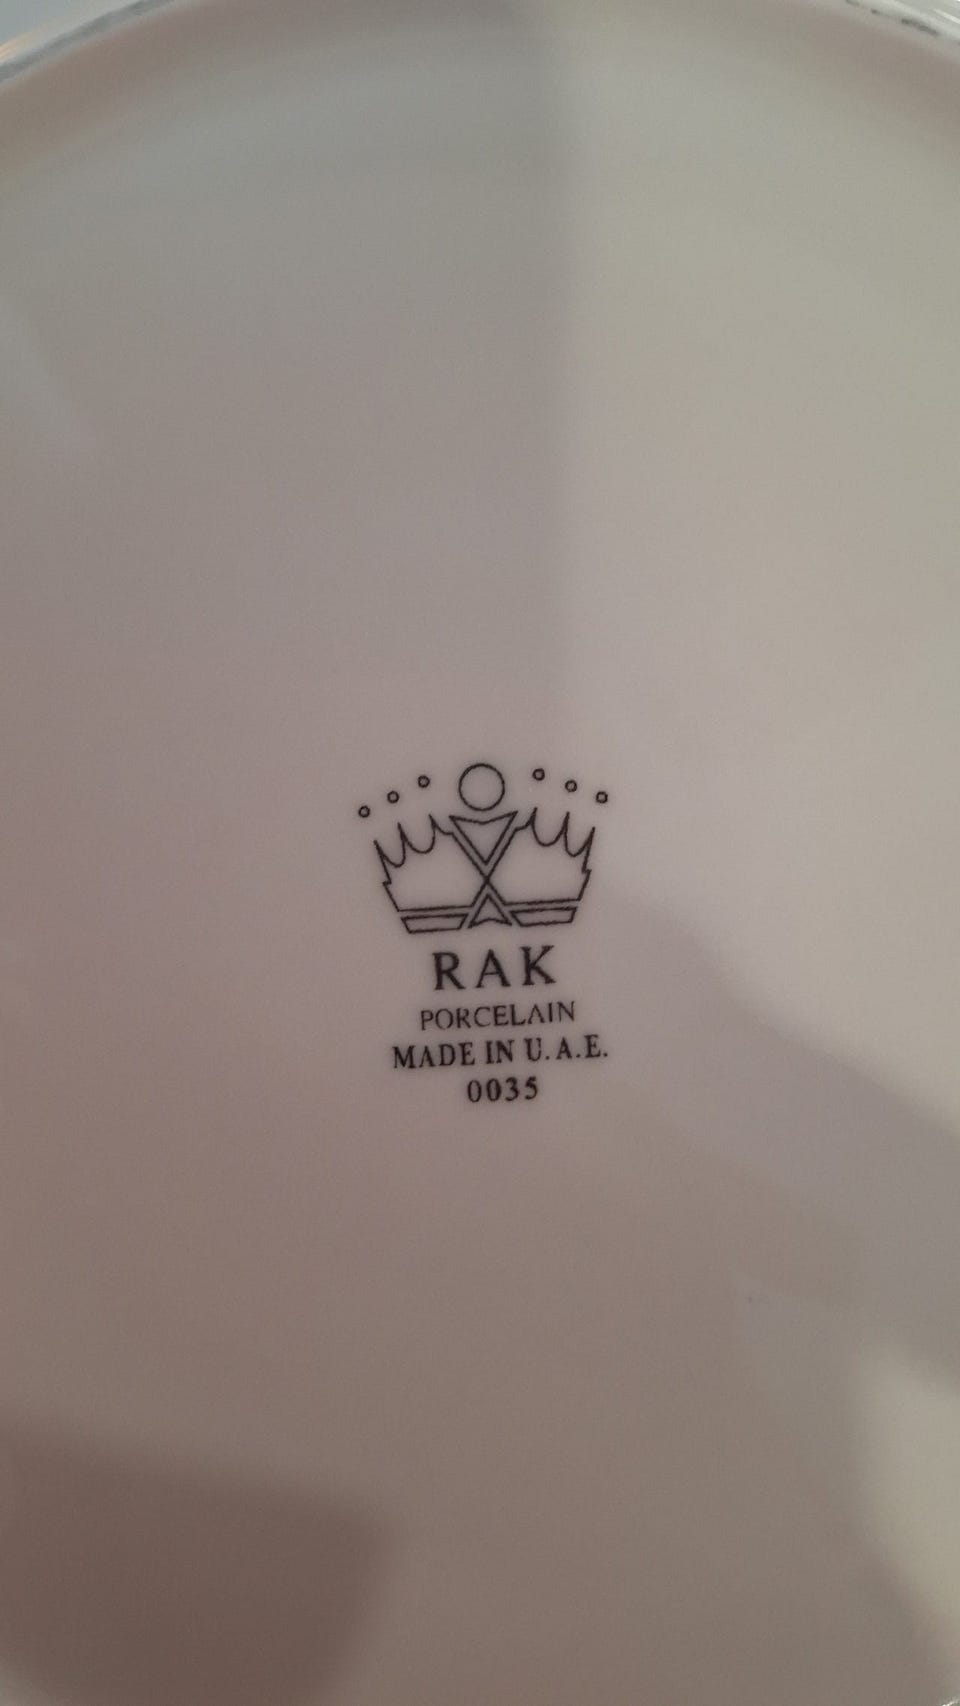 RAK
PORCELAIN
MADE IN U.A.E.
0035